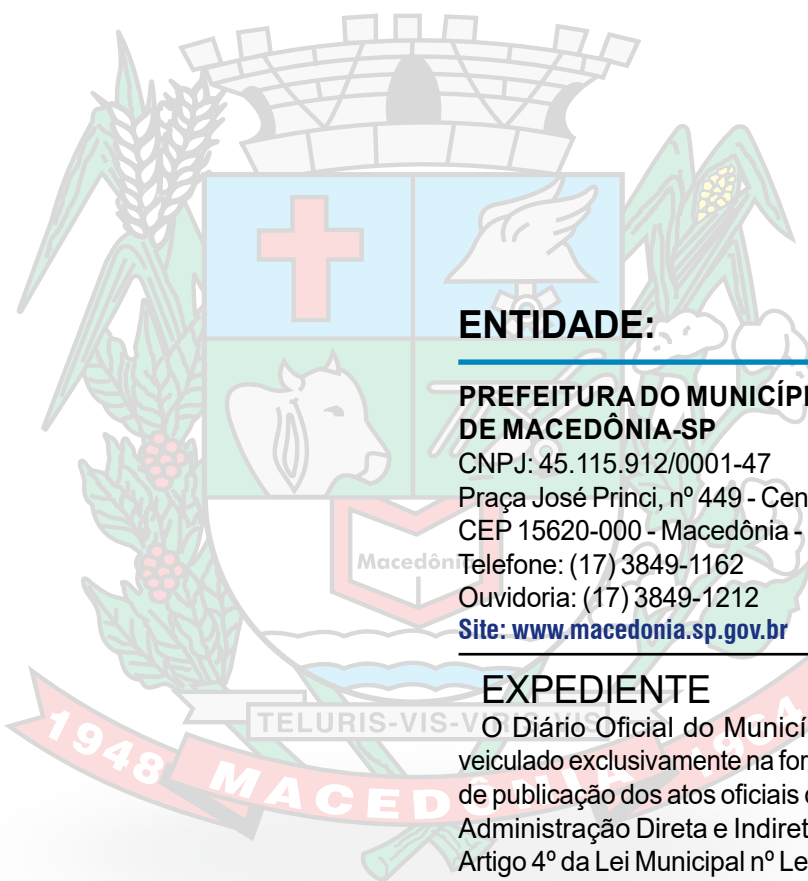 ENTIDADE:
PREFEITURA DO MUNICÍPI
DE MACEDÔNIA-SP
CNPJ: 45.115.912/0001-47
Praça José Princi, nº 449 - Cen
CEP 15620-000 - Macedônia -
Telefone: (17) 3849-1162
Ouvidoria: (17) 3849-1212
Site: www.macedonia.sp.gov.br
EXPEDIENTE
O Diário Oficial do Municí
veiculado exclusivamente na for
de publicação dos atos oficiais
Administração Direta e Indiret
Artigo 4º da Lei Municipal nº Le
Macedôni
TELURIS-VIS-V
1948 MACEDÔNIA 1964